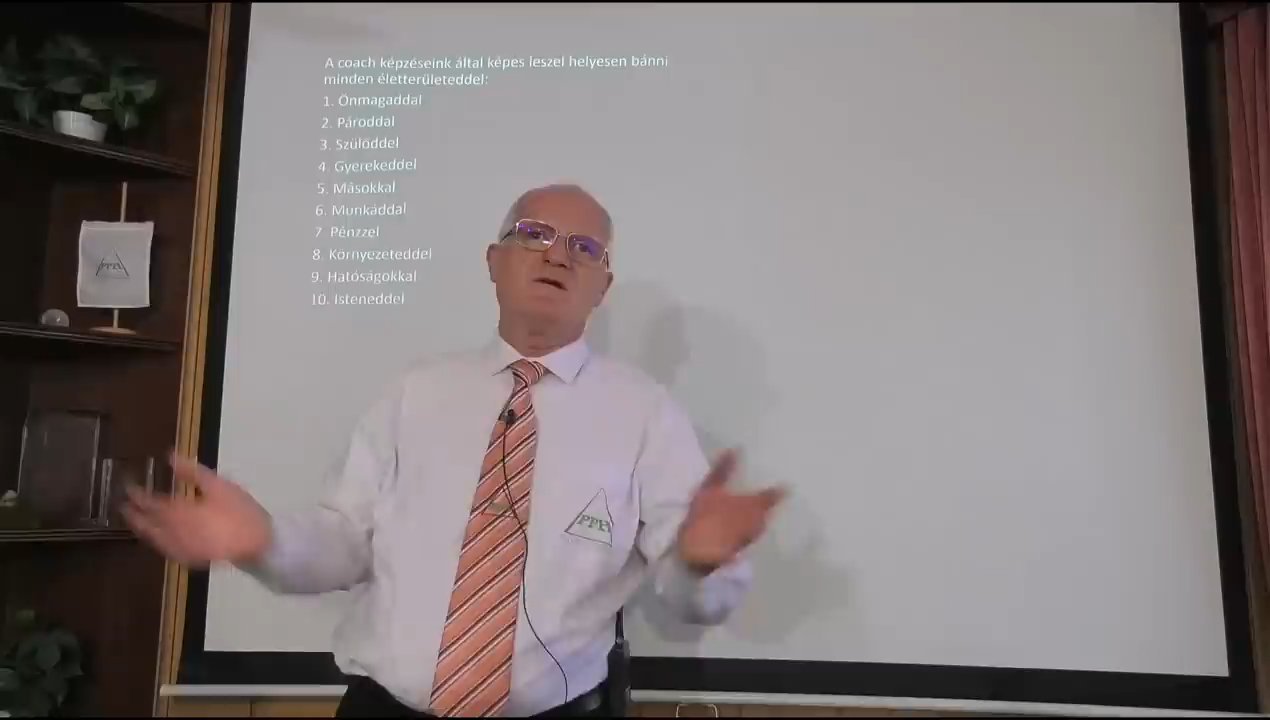 A coach képzéseink által képes leszel helyesen bánni
minden életterületeddel:
1. Önmagaddal
2. Pároddal
3. Szülőddel
4. Gyerekeddel
5. Másokkal
6. Munkáddal
7. Pénzzel
8. Környezeteddel
9. Hatóságokkal
10. Isteneddel
PPH